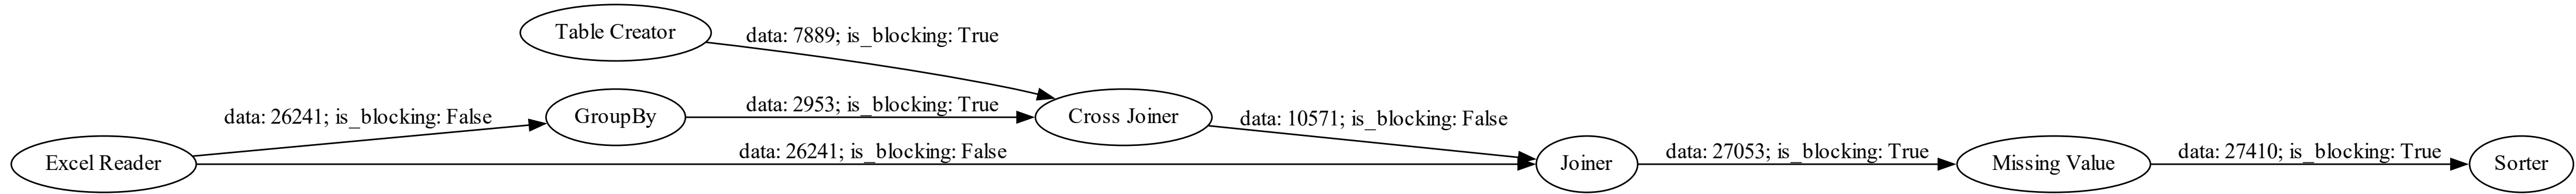 Table Creator
data: 7889; is_blocking: True
data: 26241; is_blocking: False
GroupBy
data: 2953; is_blocking: True
Cross Joiner
data: 10571; is_blocking: False
Excel Reader
data: 26241; is_blocking: False
Joiner
data: 27053; is_blocking: True
Missing Value
data: 27410; is_blocking: True
Sorter